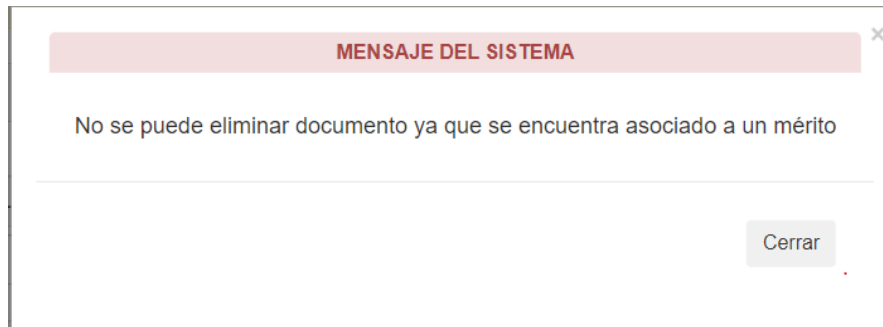 ×
MENSAJE DEL SISTEMA
No se puede eliminar documento ya que se encuentra asociado a un mérito
Cerrar